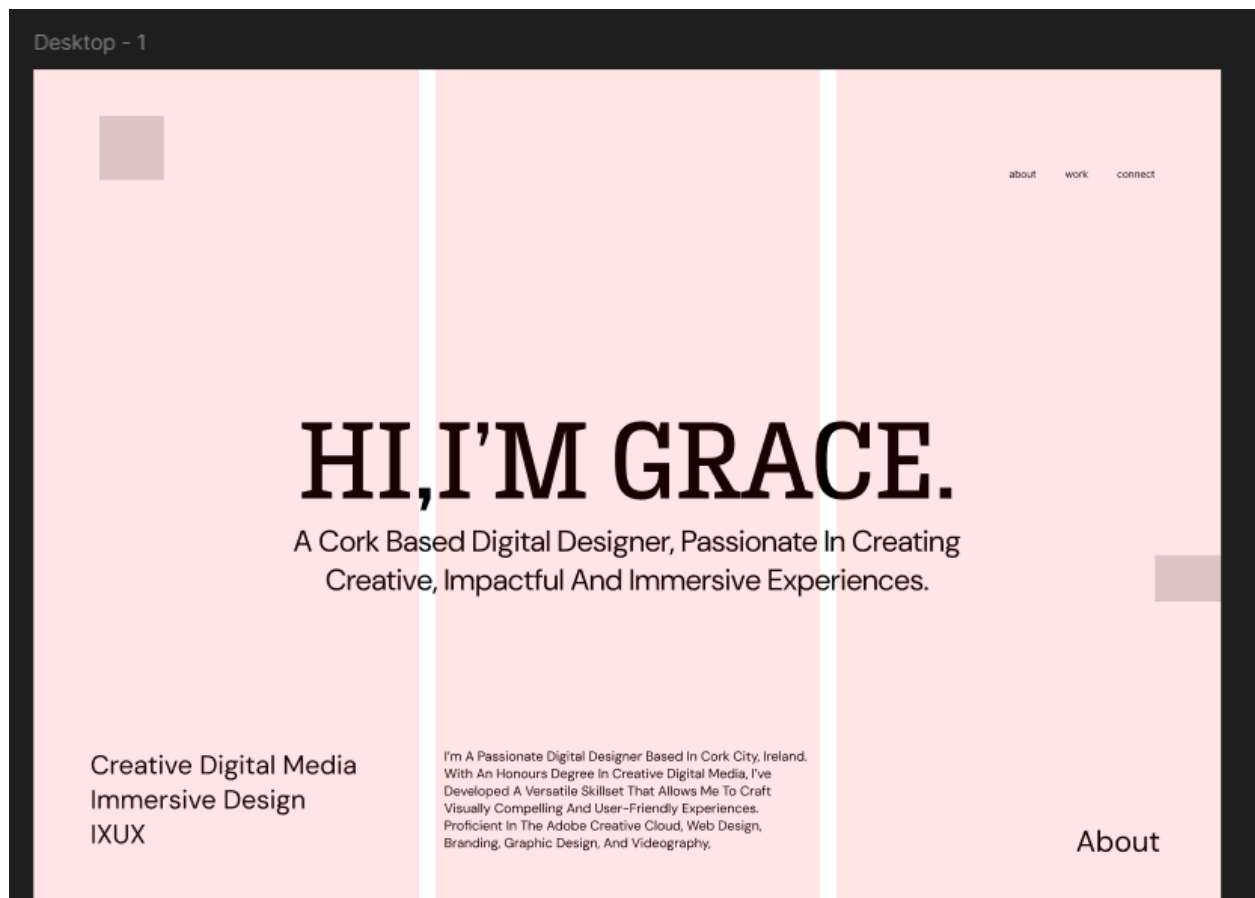 Desktop - 1
about work connect
HI,I’M GRACE.
A Cork Based Digital Designer, Passionate In Creating
Creative, Impactful And Immersive Experiences.
Creative Digital Media
Immersive Design
IXUX
I'm A Passionate Digital Designer Based In Cork City, Ireland.
With An Honours Degree In Creative Digital Media, I've
Developed A Versatile Skillset That Allows Me To Craft
Visually Compelling And User-Friendly Experiences.
Proficient In The Adobe Creative Cloud, Web Design,
Branding, Graphic Design, And Videography,
About